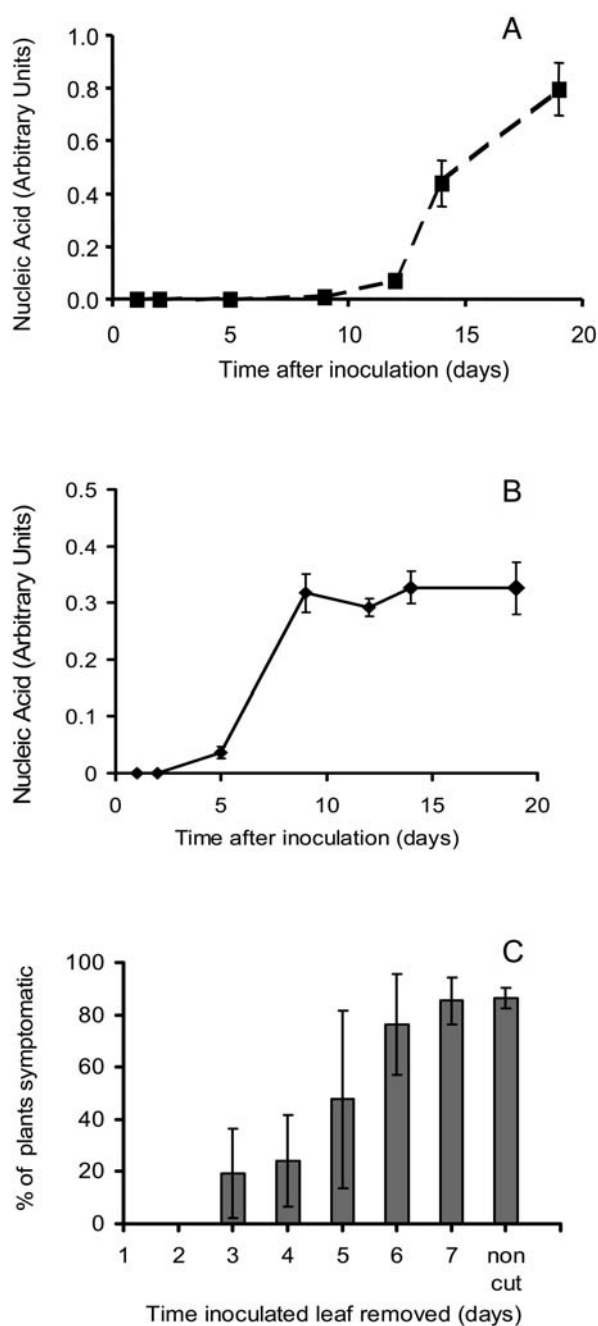 A
Nucleic Acid (Arbitrary Units)
1.0
0.8
0.6
0.4
0.2
0.0
0 5 10 15 20
Time after inoculation (days)
B
Nucleic Acid (Arbitrary Units)
0.5
0.4
0.3
0.2
0.1
0
0 5 10 15 20
Time after inoculation (days)
C
% of plants symptomatic
100
80
60
40
20
0
1 2 3 4 5 6 7 non
cut
Time inoculated leaf removed (days)